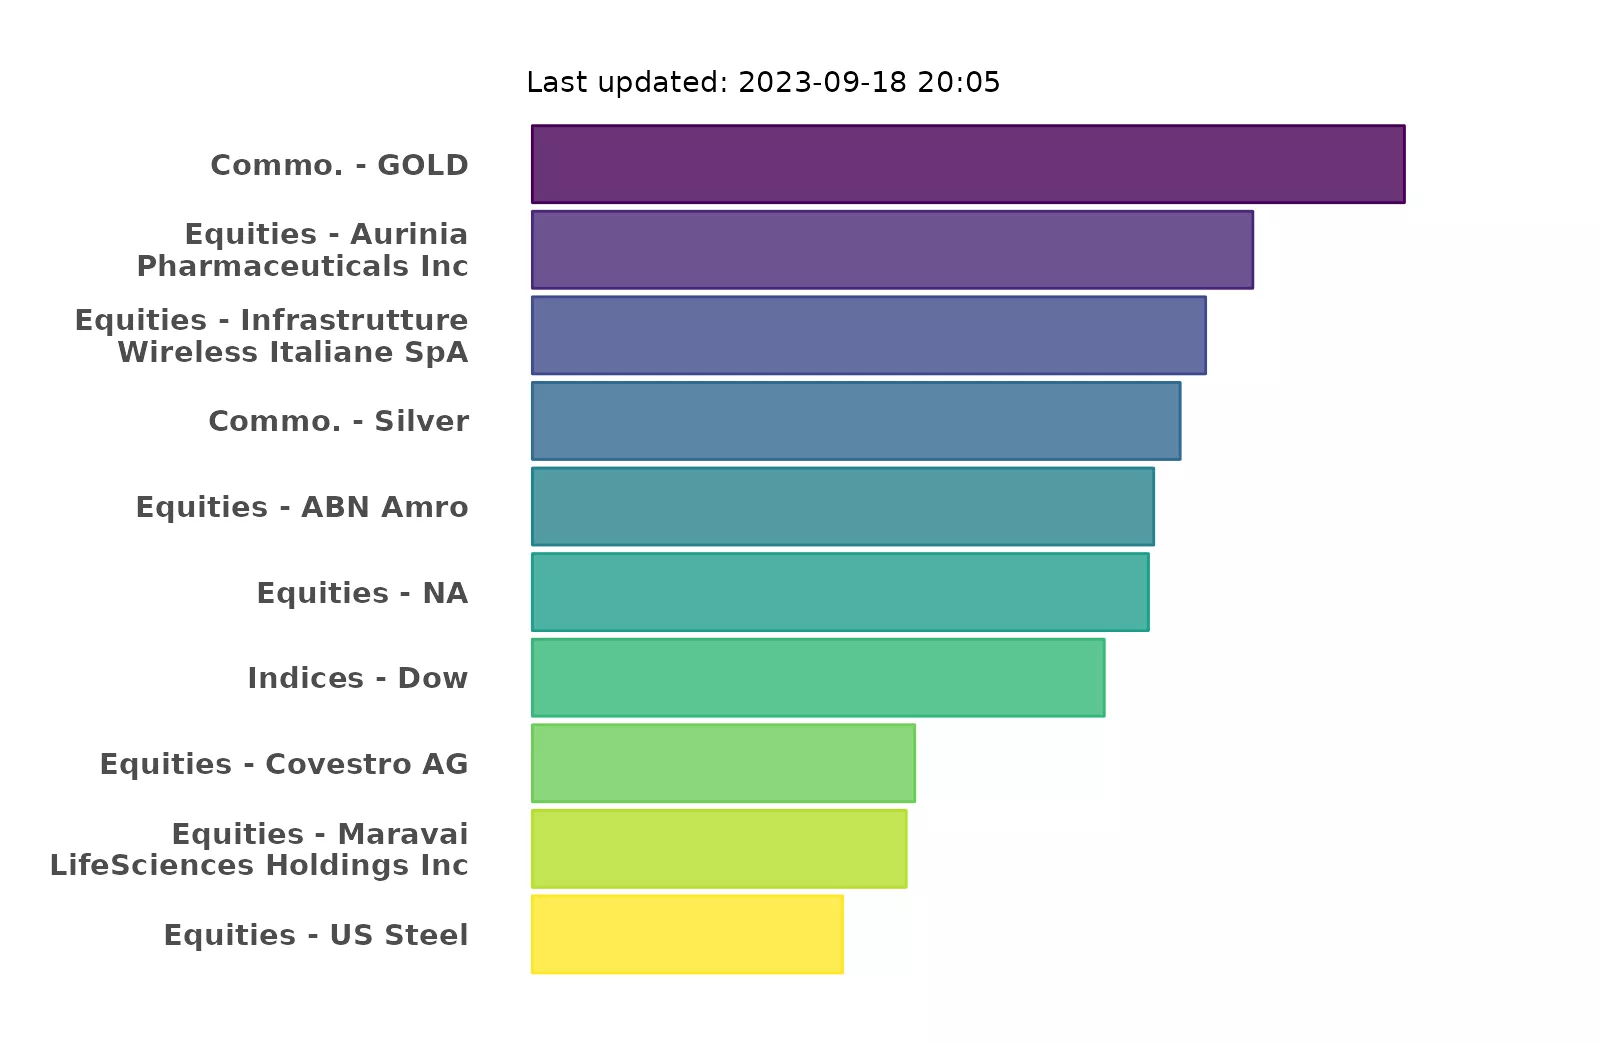 Last updated: 2023-09-18 20:05
Commo. - GOLD
Equities - Aurinia
Pharmaceuticals Inc
Equities - Infrastrutture
Wireless Italiane SpA
Commo. - Silver
Equities - ABN Amro
Equities - NA
Indices - Dow
Equities - Covestro AG
Equities - Maravai
LifeSciences Holdings Inc
Equities - US Steel